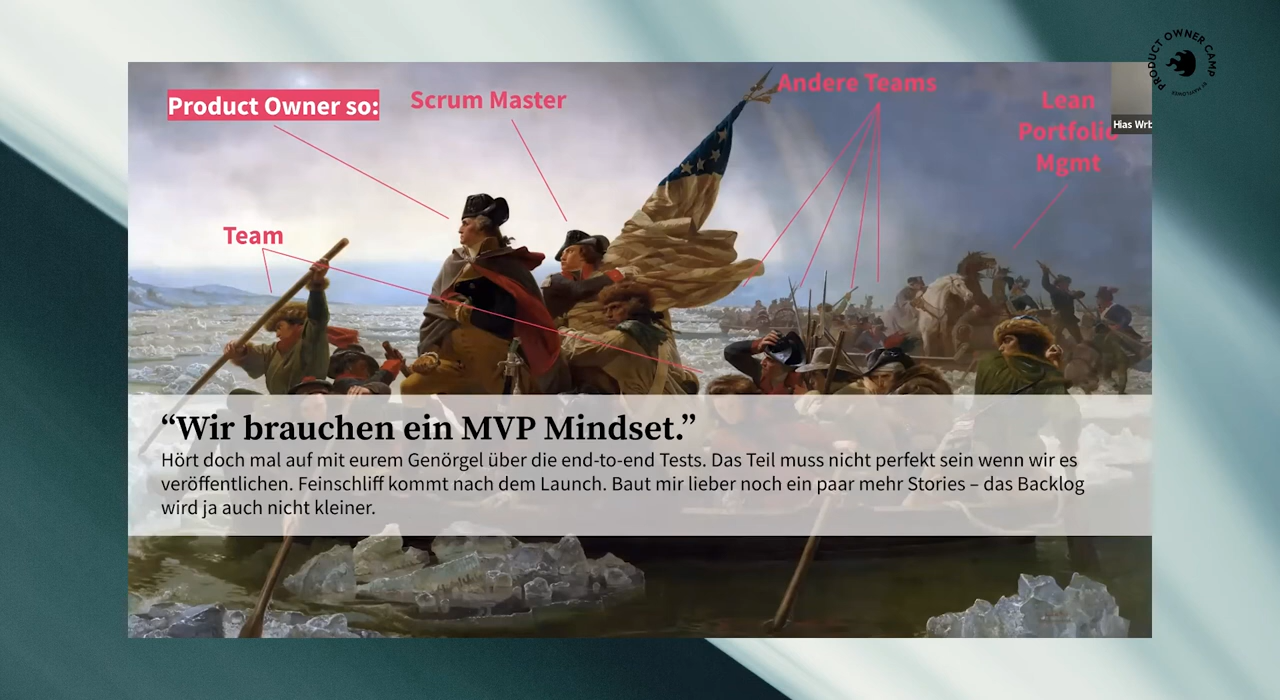 PRODUCT OWNER CAMP
Product Owner so:
Scrum Master
Andere Teams
Lean
Portfolio
Mgmt
Hias Wrb
Team
“Wir brauchen ein MVP Mindset.”
Hört doch mal auf mit eurem Genörgel über die end-to-end Tests. Das Teil muss nicht perfekt sein wenn wir es
veröffentlichen. Feinschliff kommt nach dem Launch. Baut mir lieber noch ein paar mehr Stories – das Backlog
wird ja auch nicht kleiner.